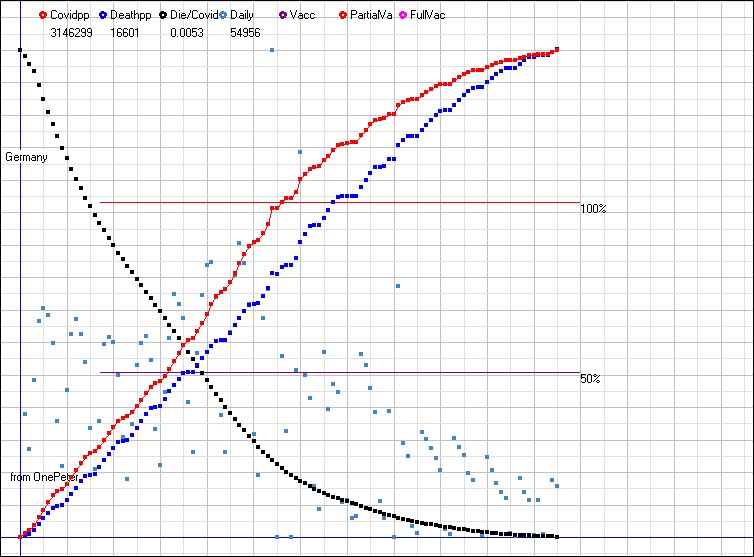 Covidpp Deathpp Die/Covid Daily Vacc PartialVa FullVac
3146299 16601 0.0053 54956
Germany
100%
50%
from OnePeter